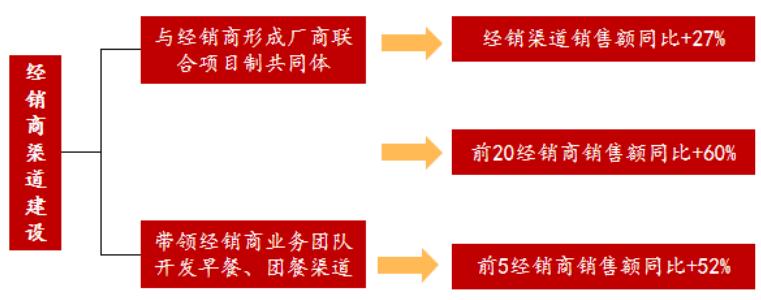 经销商渠道建设
与经销商形成厂商联
合项目制共同体
经销渠道销售额同比+27%
前20经销商销售额同比+60%
带领经销商业务团队
开发早餐、团餐渠道
前5经销商销售额同比+52%